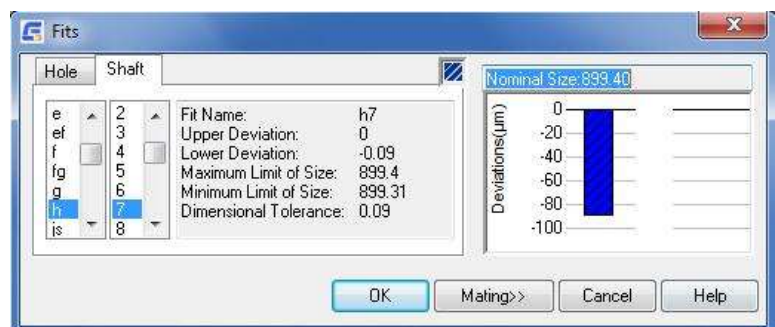 Fits
Hole Shaft
e
ef
f
fg
g
h
js
2
3
4
5
6
7
8
Fit Name: h7
Upper Deviation: 0
Lower Deviation: -0.09
Maximum Limit of Size: 899.4
Minimum Limit of Size: 899.31
Dimensional Tolerance: 0.09
Nominal Size:899.40
Deviations(µm)
0
-20
-40
-60
-80
-100
OK Mating>> Cancel Help